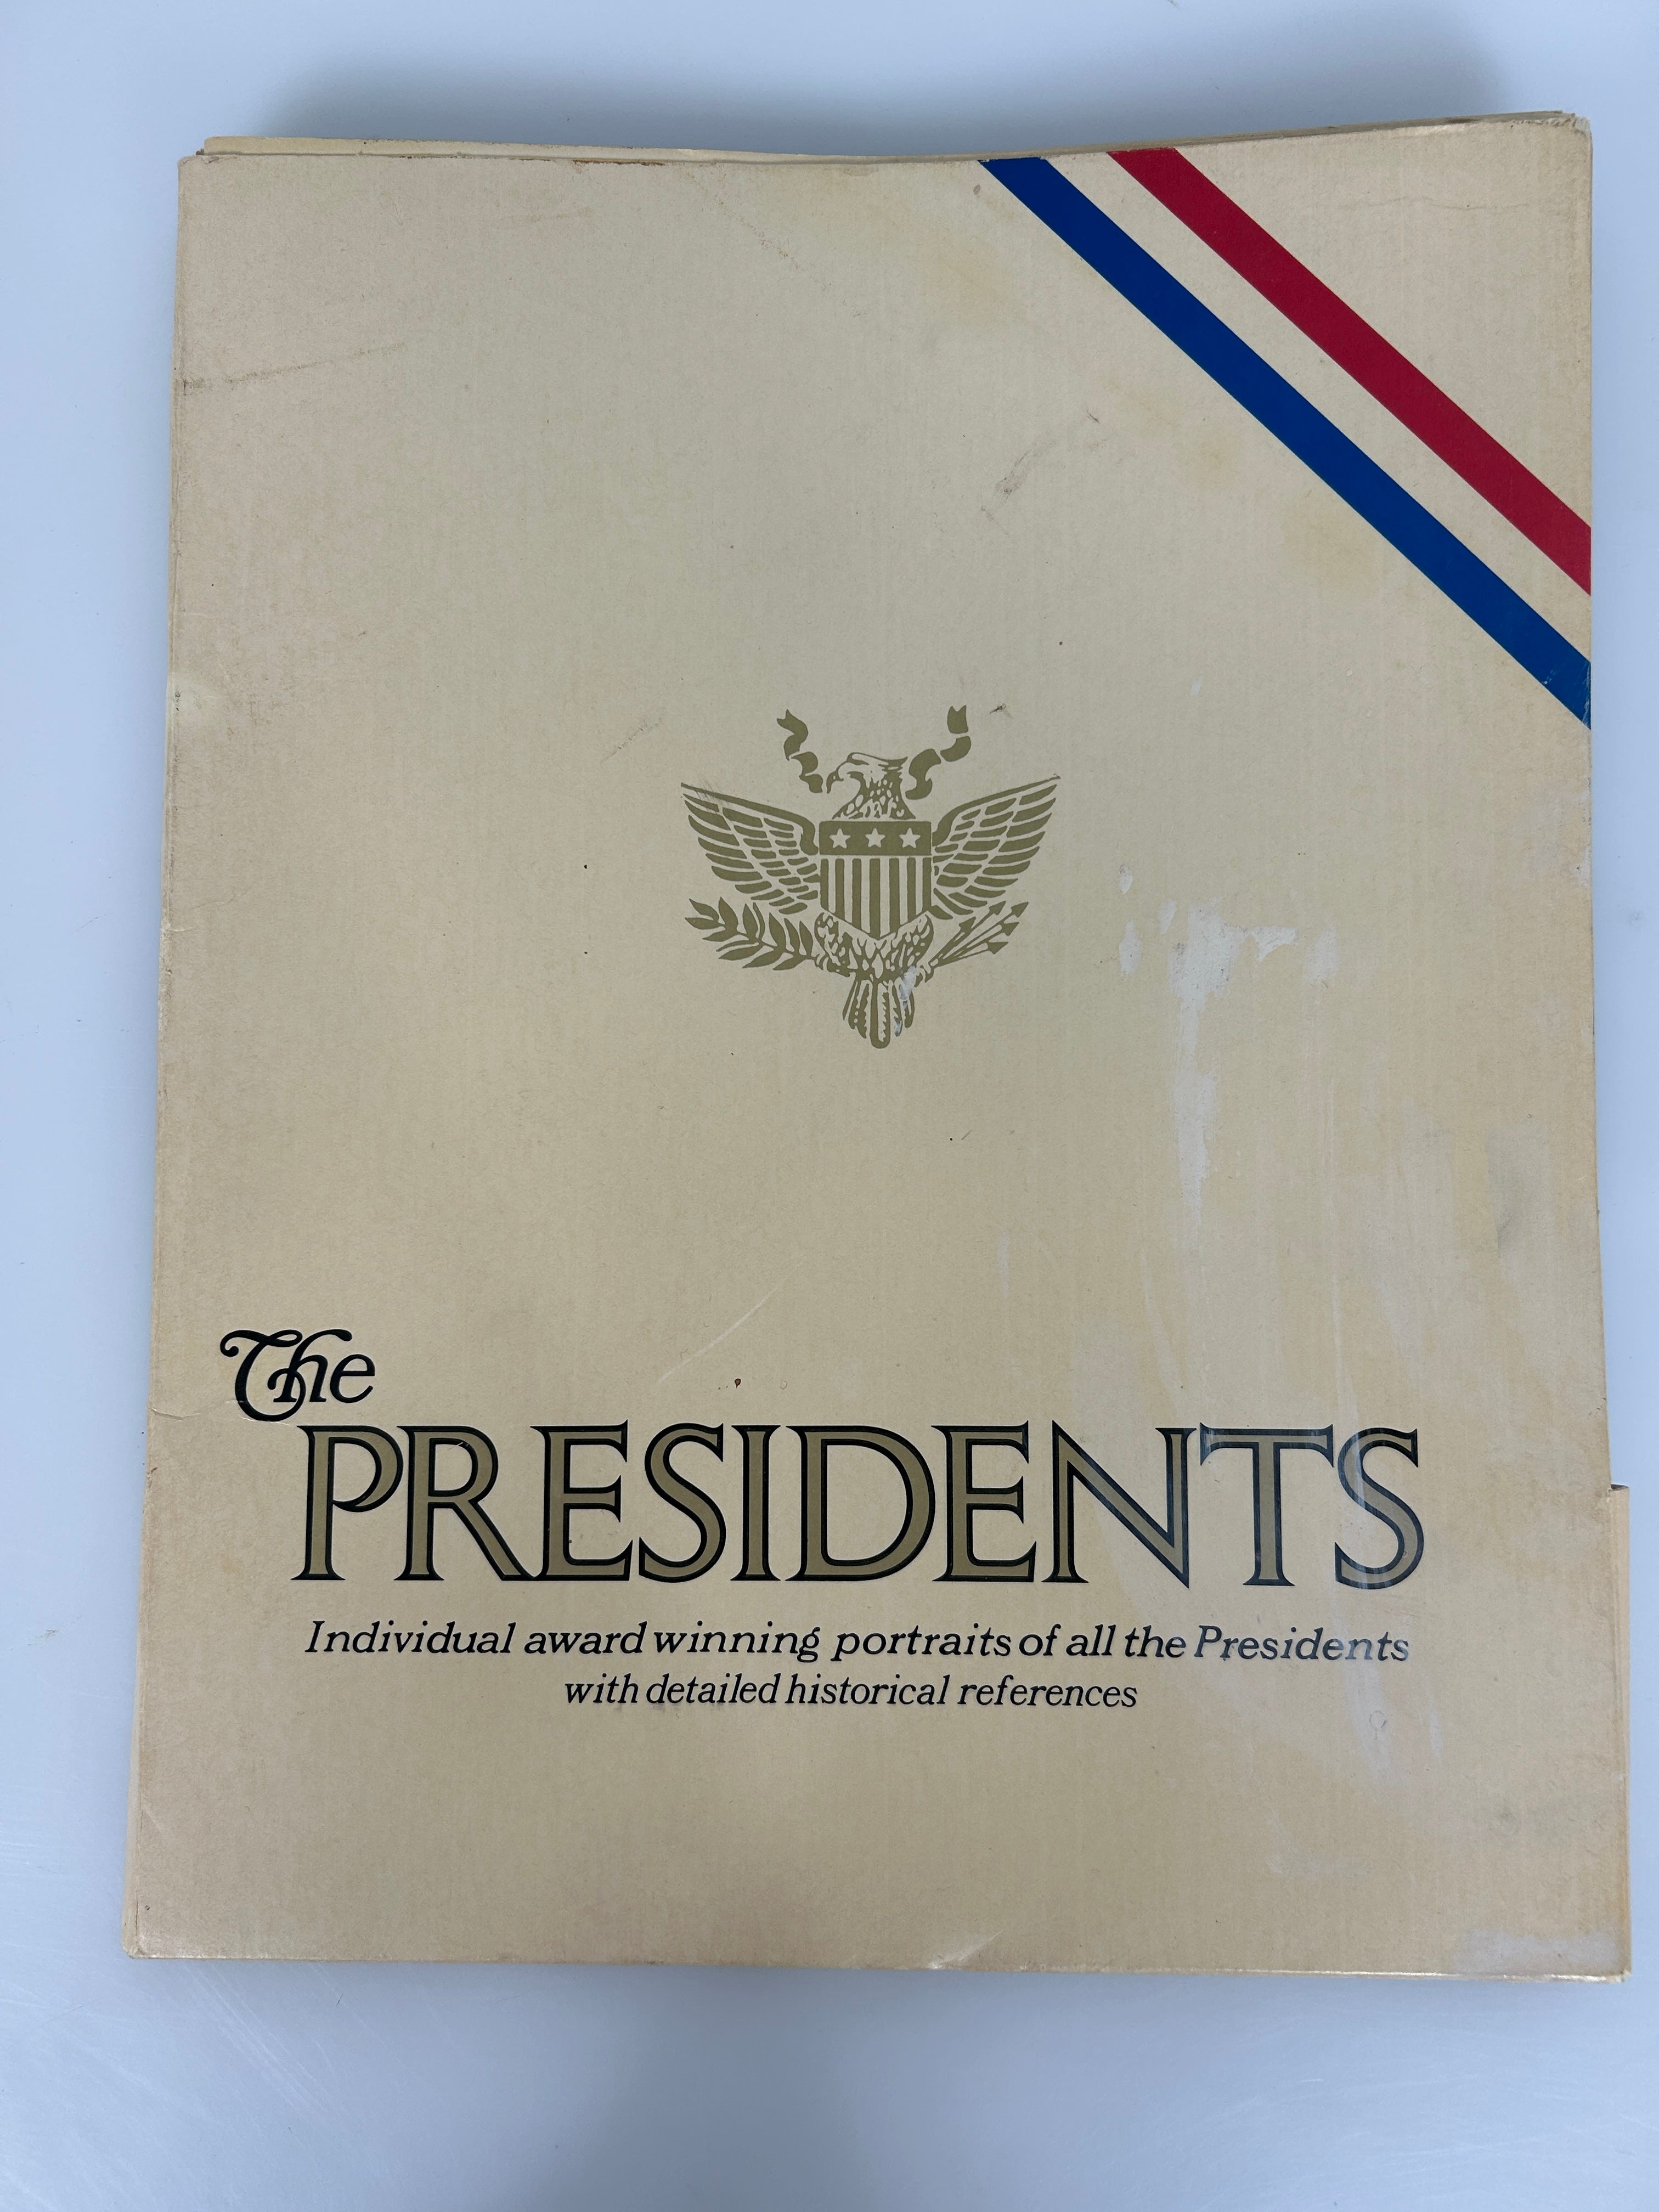 The
PRESIDENTS
Individual award winning portraits of all the Presidents
with detailed historical references